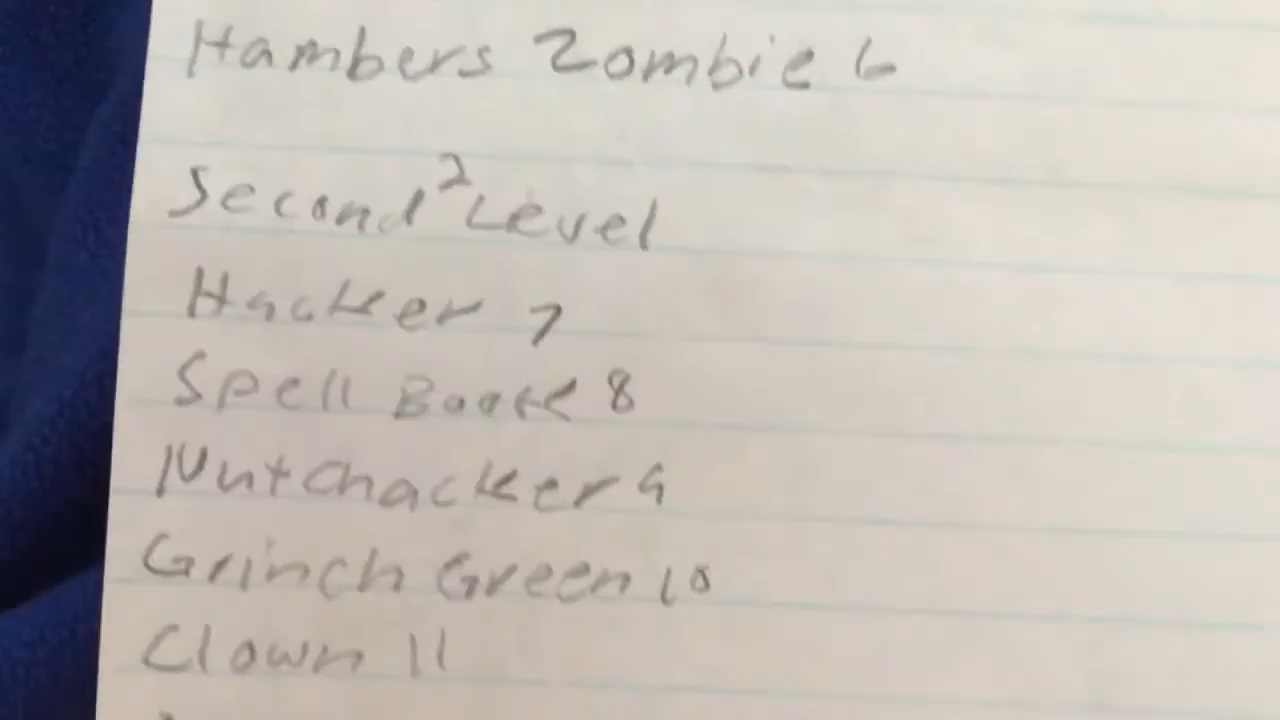 Hambers Zombie 6
Second 2 Level
Hacker 7
Spell Book 8
Nutchacker 9
Grinch Green 10
Clown 11